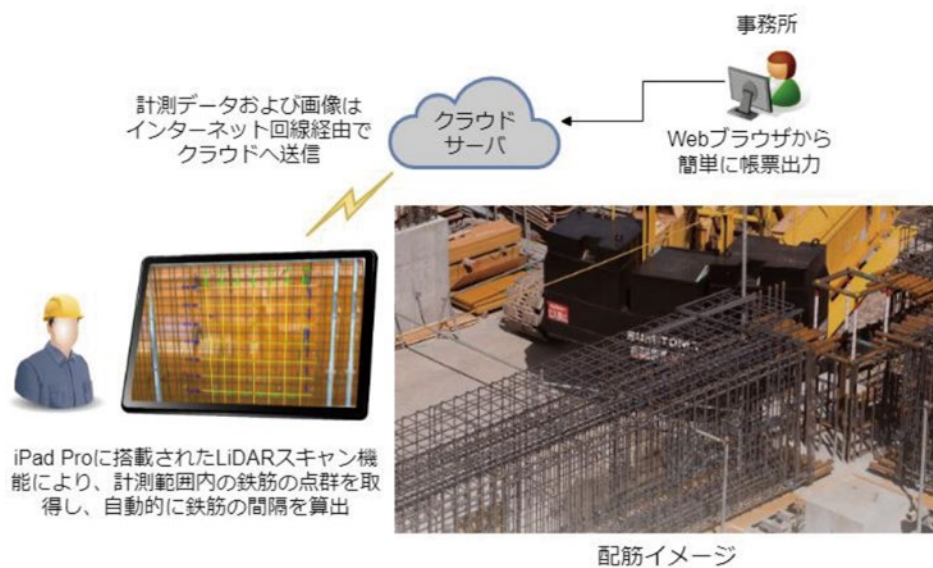 事務所
計測データおよび画像は
インターネット回線経由で
クラウドへ送信
クラウド
サーバ
Webブラウザから
簡単に帳票出力
iPad Proに搭載されたLiDARスキャン機
能により、計測範囲内の鉄筋の点群を取
得し、自動的に鉄筋の間隔を算出
配筋イメージ